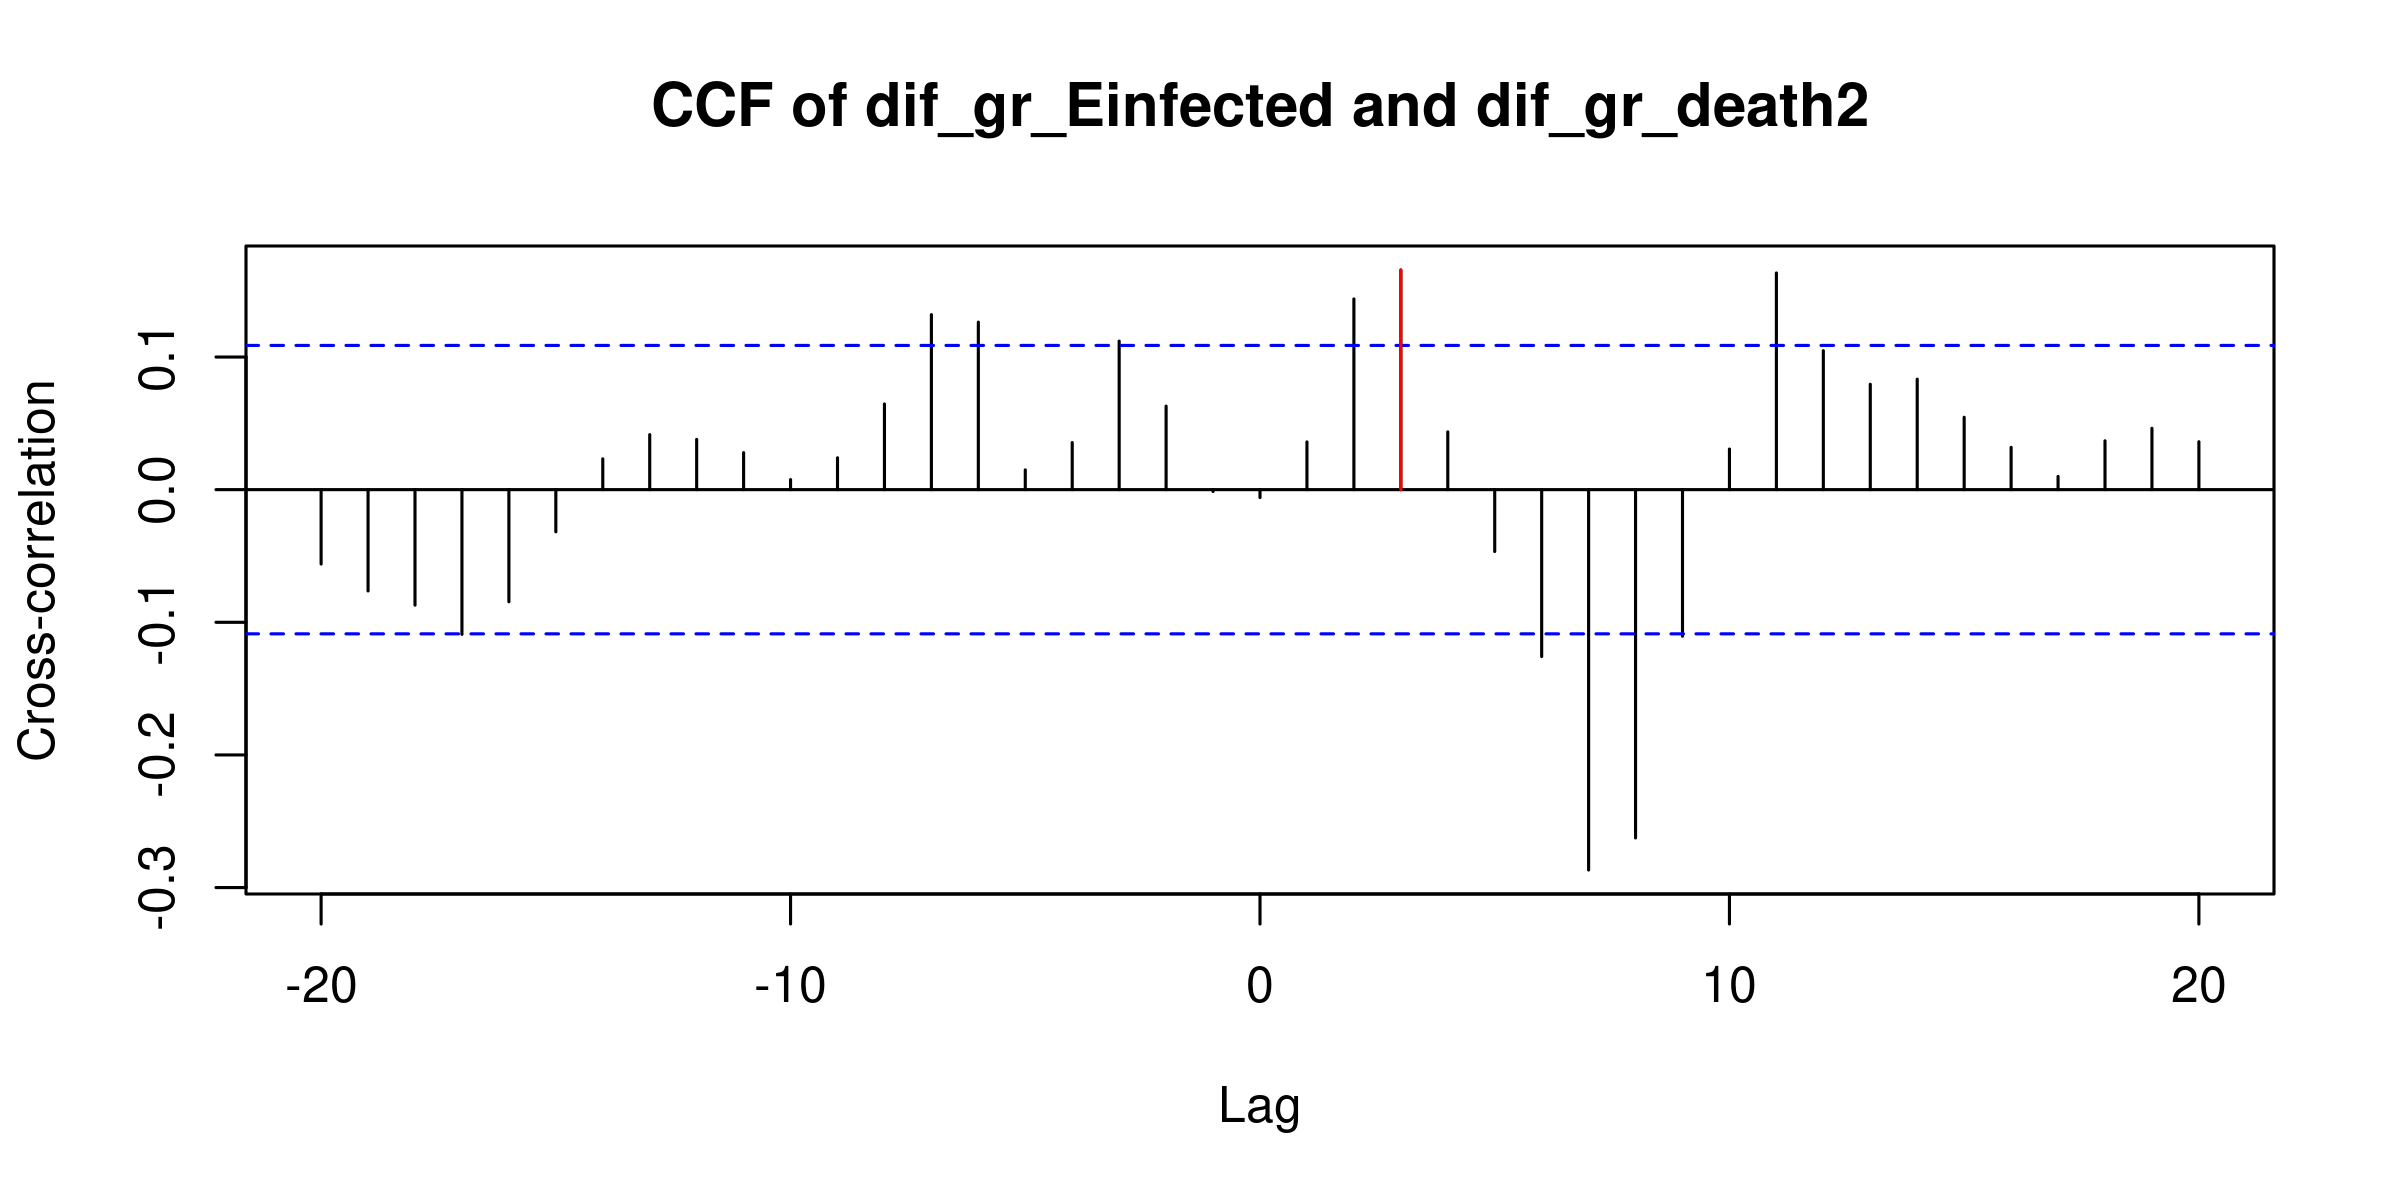 CCF of dif_gr_Einfected and dif_gr_death2
Cross-correlation
0.1
0.0
-0.1
-0.2
-0.3
-20 -10 0 10 20
Lag